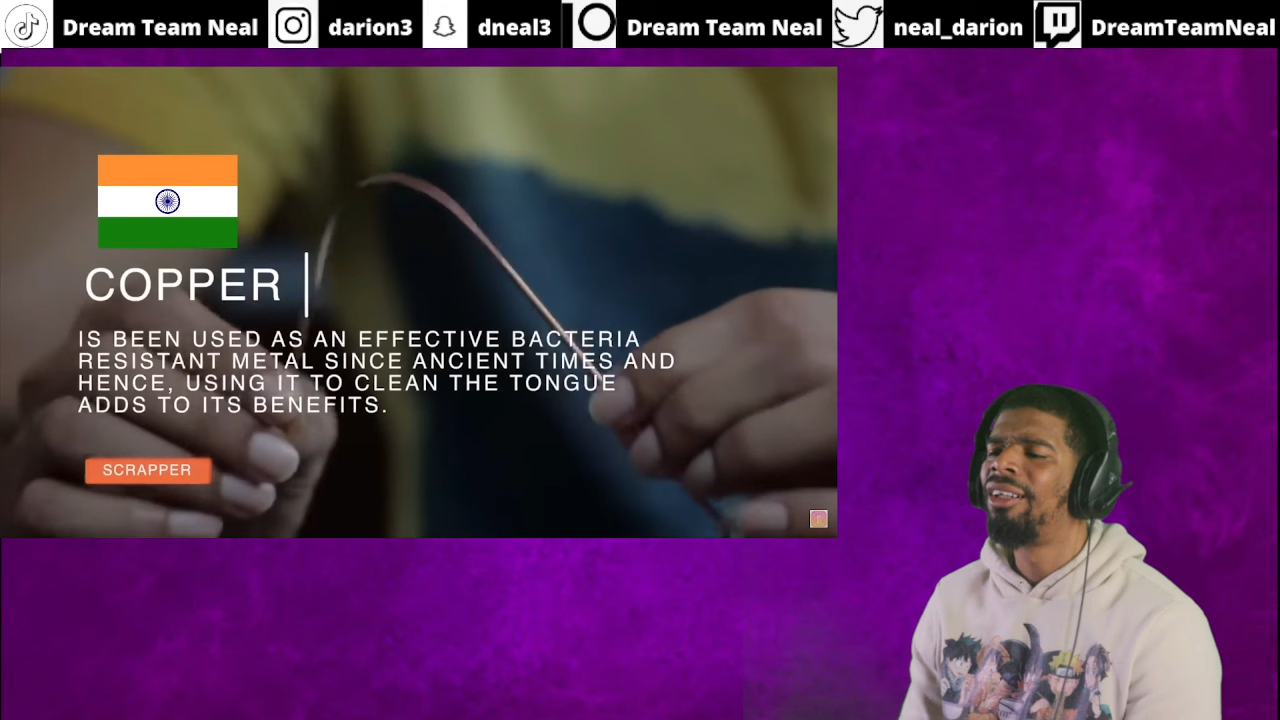 Dream Team Neal darion3 dneal3 Dream Team Neal neal_darion DreamTeamNeal
COPPER
IS BEEN USED AS AN EFFECTIVE BACTERIA
RESISTANT METAL SINCE ANCIENT TIMES AND
HENCE, USING IT TO CLEAN THE TONGUE
ADDS TO ITS BENEFITS.
SCRAPPER